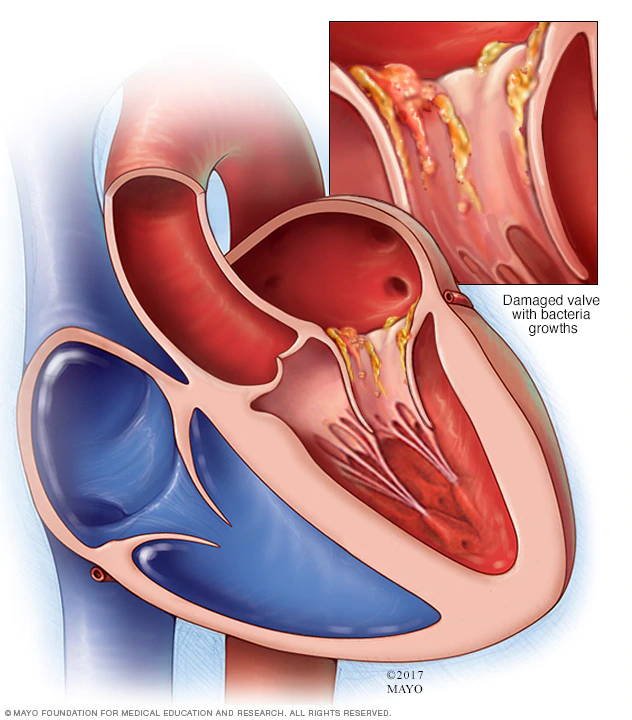 Damaged valve
with bacteria
growths
©2017
MAYO
© MAYO FOUNDATION FOR MEDICAL EDUCATION AND RESEARCH. ALL RIGHTS RESERVED.